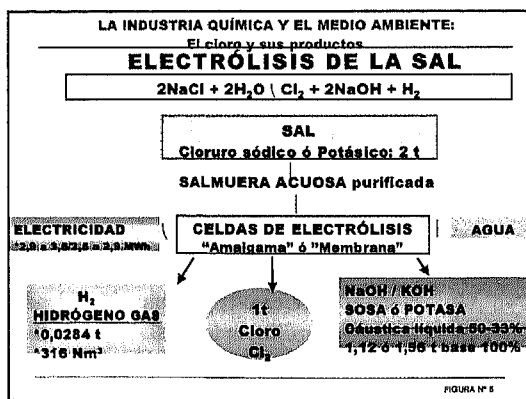 LA INDUSTRIA QUÍMICA Y EL MEDIO AMBIENTE:
El cloro y sus productos
ELECTRÓLISIS DE LA SAL
2NaCl + 2H₂O \ Cl₂ + 2NaOH + H₂
SAL
Cloruro sódico ó Potásico: 2 t
SALMUERA ACUOSA purificada
ELECTRICIDAD
CELDAS DE ELECTRÓLISIS
"Amalgama" ó "Membrana"
AGUA
H₂
HIDRÓGENO GAS
*0,0284 t
*316 Nm³
1t
Cloro
Cl₂
NaOH / KOH
SOSA ó POTASA
Cáustica líquida 50-33%
1,12 ó 1,56 t base 100%
FIGURA Nº 5